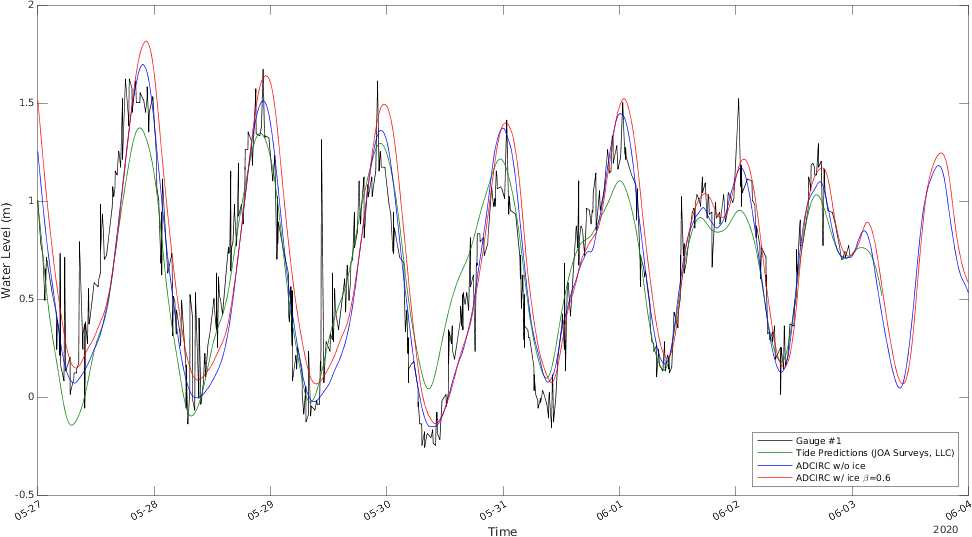 2
1.5
1
0.5
0
-0.5
Water Level (m)
05-27 05-28 05-29 05-30 05-31 06-01 06-02 06-03 06-04
Time
2020
Gauge #1
Tide Predictions (JOA Surveys, LLC)
ADCIRC w/o ice
ADCIRC w/ ice β=0.6